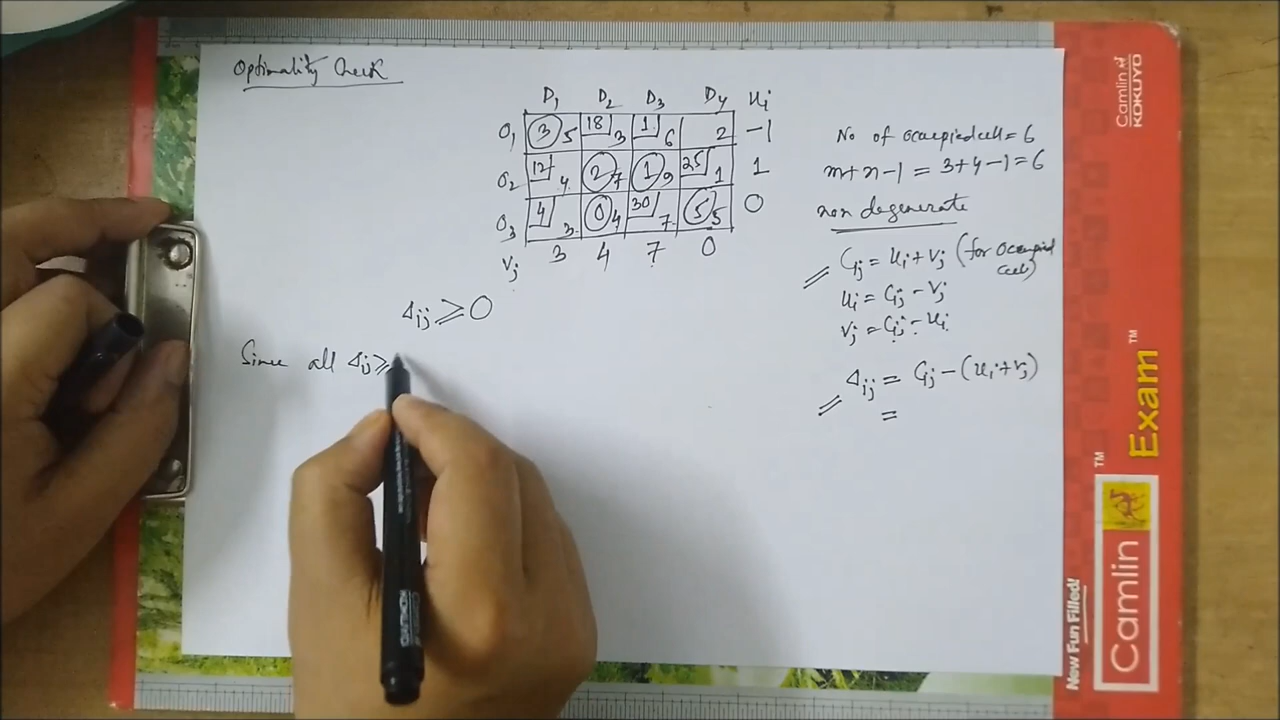 Optimality Check
D₁ D₂ D₃ D₄ uᵢ
O₁ 3 5 18 3 1 6 2 -1
O₂ 12 4 2 7 1 9 25 1 1
O₃ 4 3 0 4 30 7 5 5 0
vⱼ 3 4 7 0
Δij ≥ 0
Since all Δij ≥
No of occupied cell = 6
m+n-1 = 3+4-1 = 6
non degenerate
Cij = ui + vj (for occupied cell)
ui = Cij - vj
vj = Cij - ui
Δij = Cij - (ui + vj)
=
Camlin
KOKUYO
Exam™
Camlin™
New Fun Filled!
KOKUYO